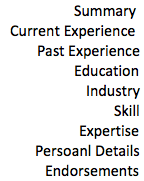 Summary
Current Experience
Past Experience
Education
Industry
Skill
Expertise
Persoanl Details
Endorsements